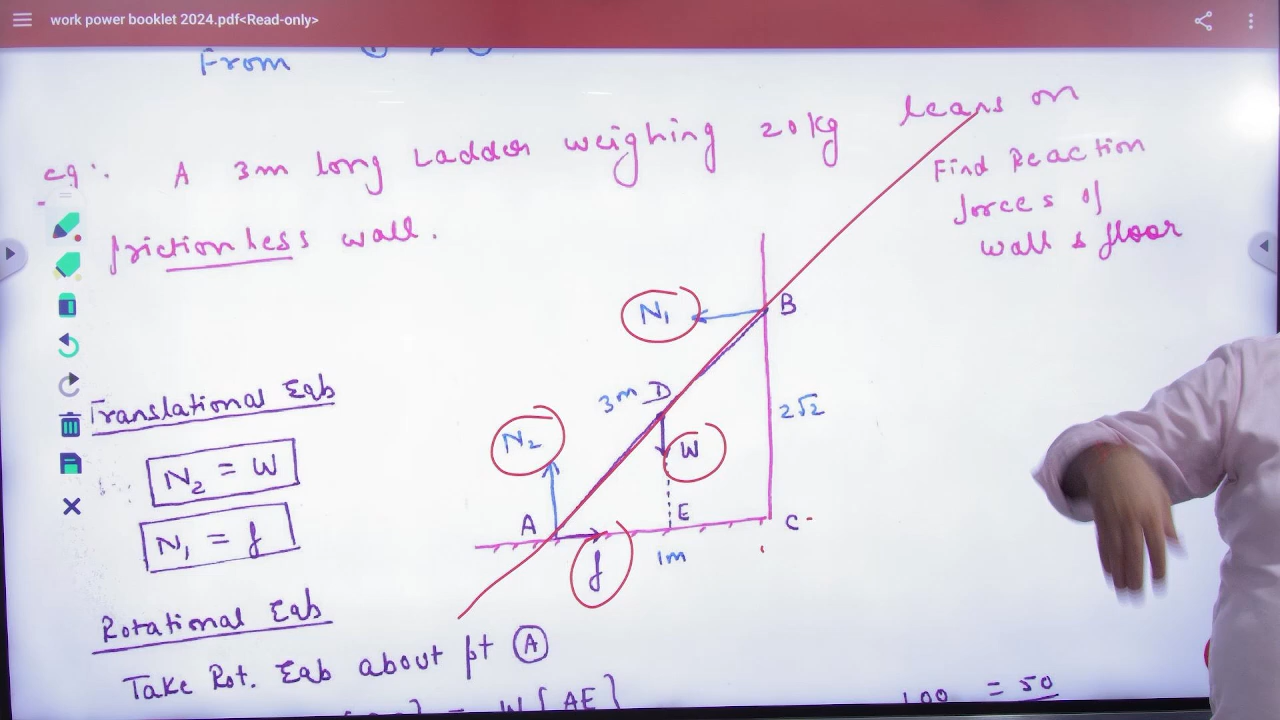 work power booklet 2024.pdf<Read-only>
From
eg:. A 3m long Ladder weighing 20kg leans on
frictionless wall.
Find Reaction
forces of
wall & floor
N₁
B
3m D
2√2
N₂
W
A
E
C
f
1m
Translational Eqb
N₂ = W
N₁ = f
Rotational Eqb
Take Rot. Eqb about pt A
= W[AE]
100 = 50